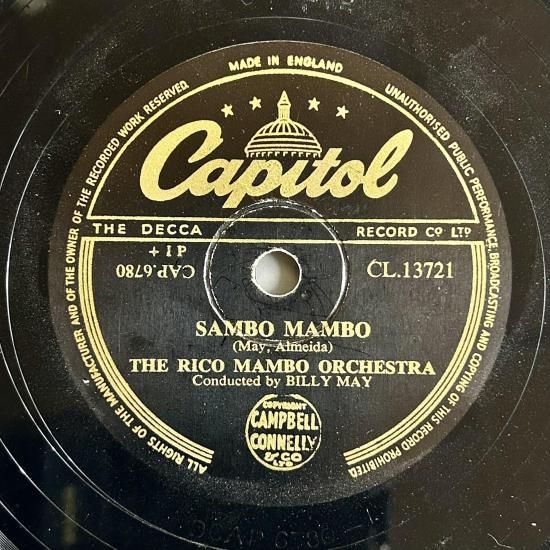 MADE IN ENGLAND
ALL RIGHTS OF THE MANUFACTURER AND OF THE OWNER OF THE RECORDED WORK RESERVED
UNAUTHORISED PUBLIC PERFORMANCE, BROADCASTING AND COPYING OF THIS RECORD PROHIBITED.
Capitol
THE DECCA RECORD CO LTD
+ 1 P
CAP.6780
CL.13721
SAMBO MAMBO
(May, Almeida)
THE RICO MAMBO ORCHESTRA
Conducted by BILLY MAY
COPYRIGHT
CAMPBELL
CONNELLY
& CO
LTD